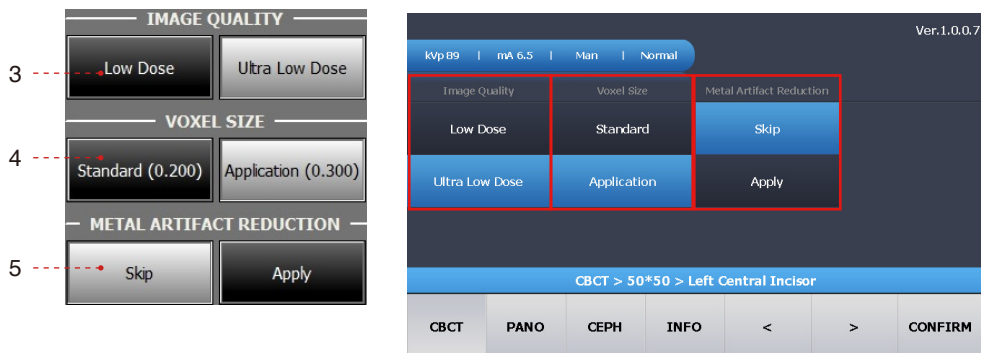 IMAGE QUALITY
3
Low Dose
Ultra Low Dose
VOXEL SIZE
4
Standard (0.200)
Application (0.300)
METAL ARTIFACT REDUCTION
5
Skip
Apply
Ver.1.0.0.7
kVp 89 | mA 6.5 | Man | Normal
Image Quality
Voxel Size
Metal Artifact Reduction
Low Dose
Standard
Skip
Ultra Low Dose
Application
Apply
CBCT > 50*50 > Left Central Incisor
CBCT
PANO
CEPH
INFO
<
>
CONFIRM